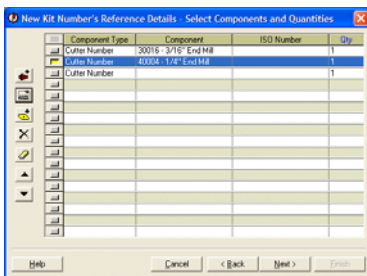 New Kit Number's Reference Details - Select Components and Quantities
Component Type Component ISO Number Qty
Cutter Number 30016 - 3/16" End Mill 1
Cutter Number 40004 - 1/4" End Mill 1
Cutter Number 1
Help Cancel < Back Next > Finish